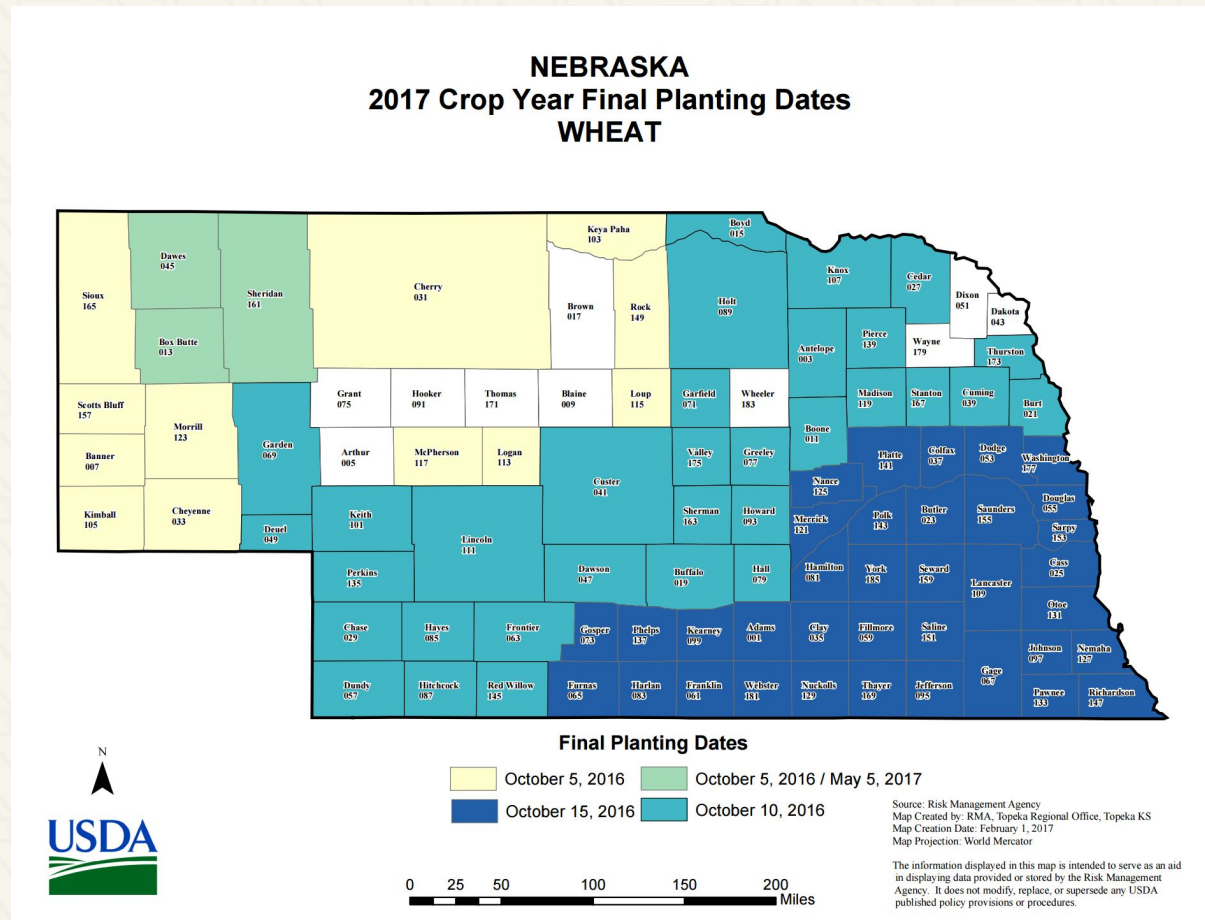 NEBRASKA
2017 Crop Year Final Planting Dates
WHEAT
Boyd
015
Keya Paha
103
Dawes
045
Knox
107
Cedar
027
Sheridan
161
Cherry
031
Sioux
165
Brown
017
Rock
149
Holt
089
Dixon
051
Dakota
043
Box Butte
013
Antelope
003
Pierce
139
Wayne
179
Thurston
173
Scotts Bluff
157
Grant
075
Hooker
091
Thomas
171
Blaine
009
Loup
115
Garfield
071
Wheeler
183
Madison
119
Stanton
167
Cuming
039
Burt
021
Morrill
123
Garden
069
Boone
011
Banner
007
Arthur
005
McPherson
117
Logan
113
Custer
041
Valley
175
Greeley
077
Platte
141
Colfax
037
Dodge
053
Washington
177
Nance
125
Kimball
105
Cheyenne
033
Deuel
049
Keith
101
Lincoln
111
Sherman
163
Howard
093
Merrick
121
Polk
143
Butler
023
Saunders
155
Douglas
055
Sarpy
153
Perkins
135
Dawson
047
Buffalo
019
Hall
079
Hamilton
081
York
185
Seward
159
Lancaster
109
Cass
025
Otoe
131
Chase
029
Hayes
085
Frontier
063
Gosper
073
Phelps
137
Kearney
099
Adams
001
Clay
035
Fillmore
059
Saline
151
Gage
067
Johnson
097
Nemaha
127
Dundy
057
Hitchcock
087
Red Willow
145
Furnas
065
Harlan
083
Franklin
061
Webster
181
Nuckolls
129
Thayer
169
Jefferson
095
Pawnee
133
Richardson
147
Final Planting Dates
October 5, 2016
October 5, 2016 / May 5, 2017
October 15, 2016
October 10, 2016
N
USDA
0 25 50 100 150 200
Miles
Source: Risk Management Agency
Map Created by: RMA, Topeka Regional Office, Topeka KS
Map Creation Date: February 1, 2017
Map Projection: World Mercator
The information displayed in this map is intended to serve as an aid
in displaying data provided or stored by the Risk Management
Agency. It does not modify, replace, or supersede any USDA
published policy provisions or procedures.